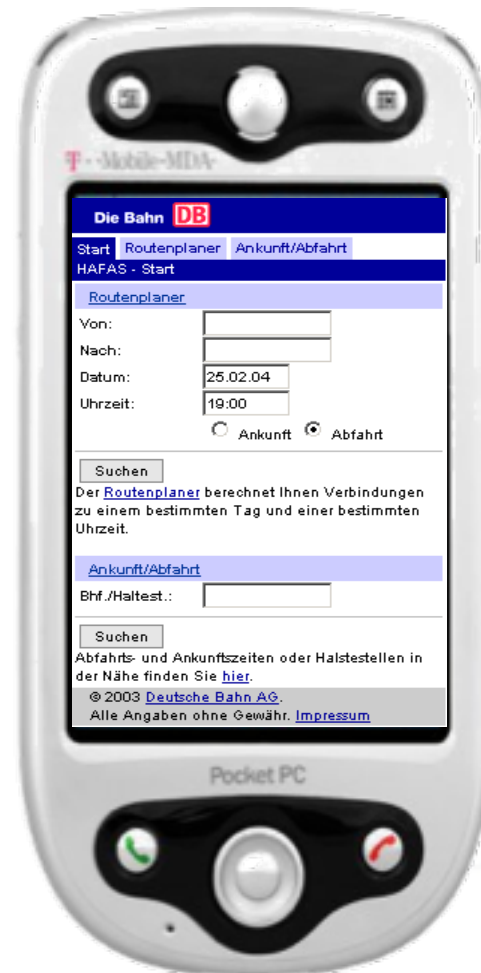 T··Mobile-MDA
Die Bahn DB
Start Routenplaner Ankunft/Abfahrt
HAFAS - Start
Routenplaner
Von:
Nach:
Datum: 25.02.04
Uhrzeit: 19:00
Ankunft Abfahrt
Suchen
Der Routenplaner berechnet Ihnen Verbindungen
zu einem bestimmten Tag und einer bestimmten
Uhrzeit.
Ankunft/Abfahrt
Bhf./Haltest.:
Suchen
Abfahrts- und Ankunftszeiten oder Halstestellen in
der Nähe finden Sie hier.
© 2003 Deutsche Bahn AG.
Alle Angaben ohne Gewähr. Impressum
Pocket PC